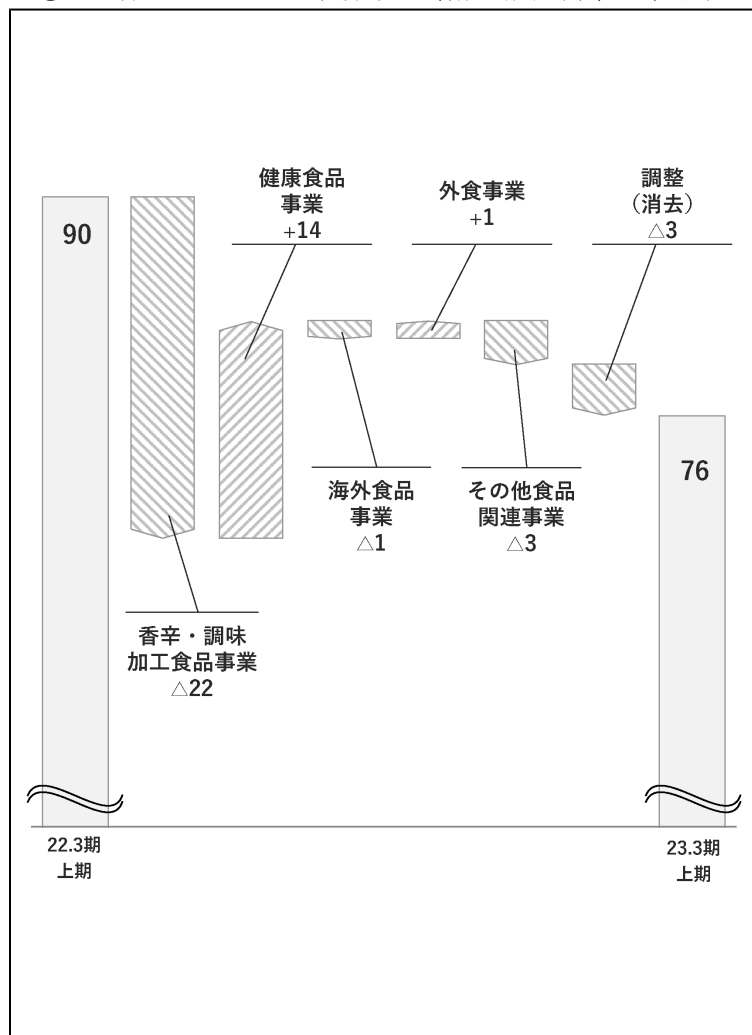 健康食品
事業
+14
外食事業
+1
調整
（消去）
△3
90
76
海外食品
事業
△1
その他食品
関連事業
△3
香辛・調味
加工食品事業
△22
22.3期
上期
23.3期
上期